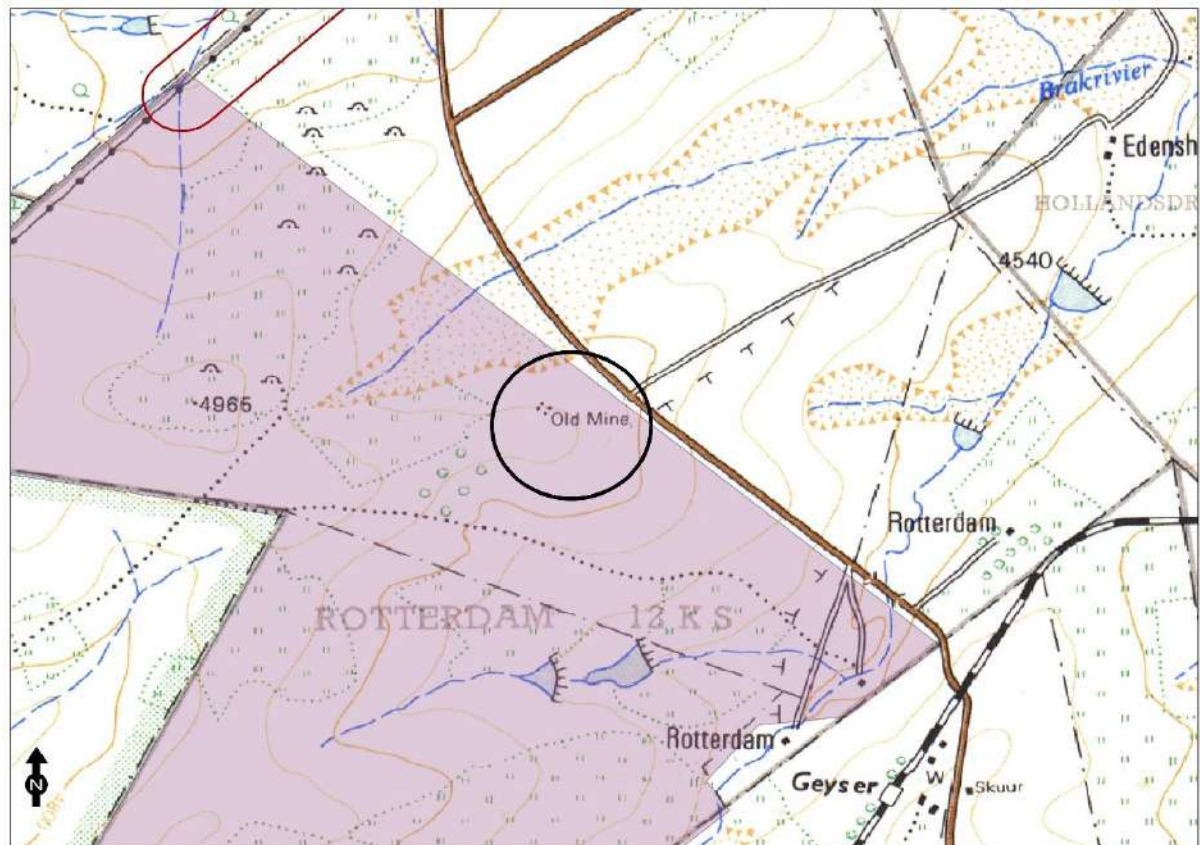 E
Brakrivier
Edensh
HOLLANDSDR
4540
4965
Old Mine
Rotterdam
ROTTERDAM 12 K S
Rotterdam
Geyser
W
Skuur
N